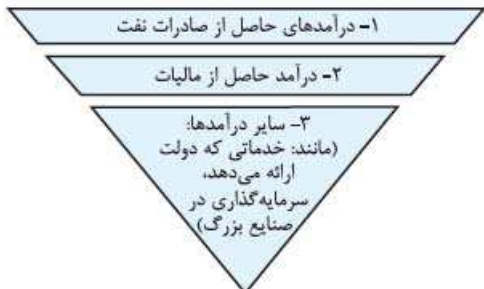 ۱- درآمدهای حاصل از صادرات نفت
۲- درآمد حاصل از مالیات
۳- سایر درآمدها:
(مانند: خدماتی که دولت
ارائه می‌دهد،
سرمایه‌گذاری در
صنایع بزرگ)